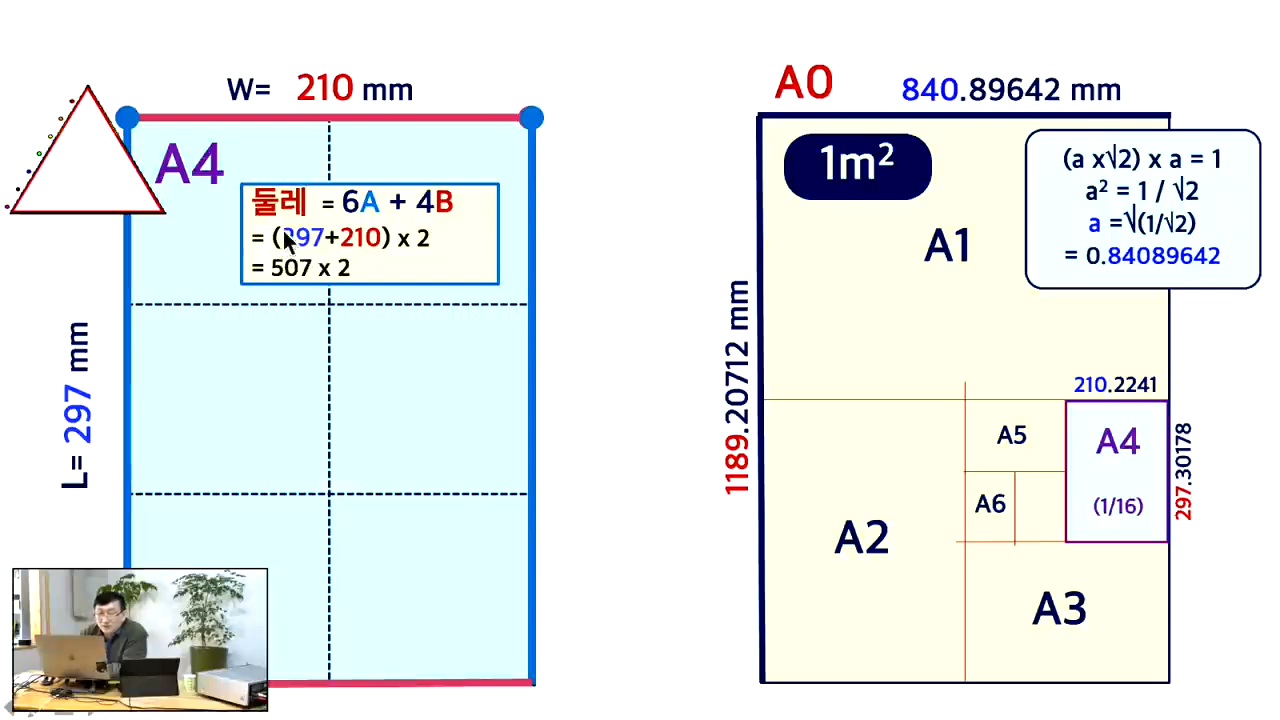 W= 210 mm
A4
둘레 = 6A + 4B
= (297+210) x 2
= 507 x 2
L= 297 mm
A0
840.89642 mm
1m²
(a x√2) x a = 1
a² = 1 / √2
a =√(1/√2)
= 0.84089642
A1
1189.20712 mm
210.2241
A5
A4
A6
(1/16)
297.30178
A2
A3